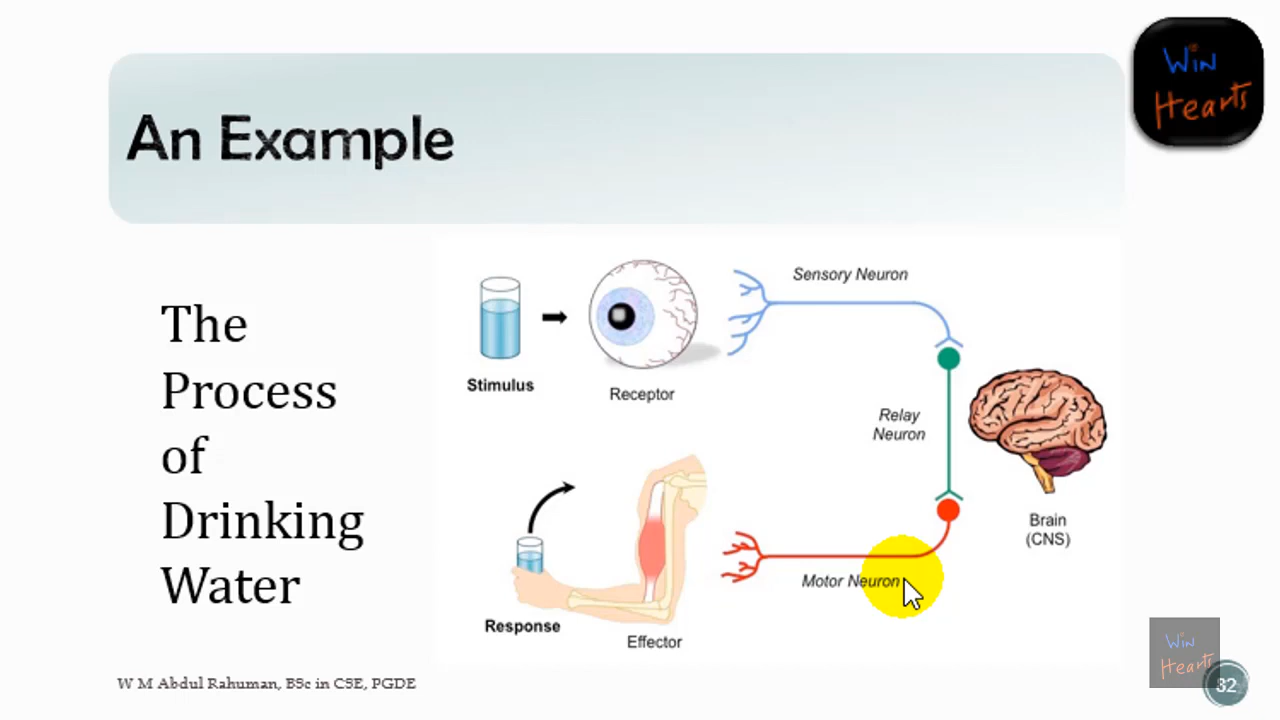 Win
Hearts
An Example
The
Process
of
Drinking
Water
Stimulus
Receptor
Sensory Neuron
Relay
Neuron
Brain
(CNS)
Motor Neuron
Response
Effector
W M Abdul Rahuman, BSc in CSE, PGDE
Win
Hearts
32